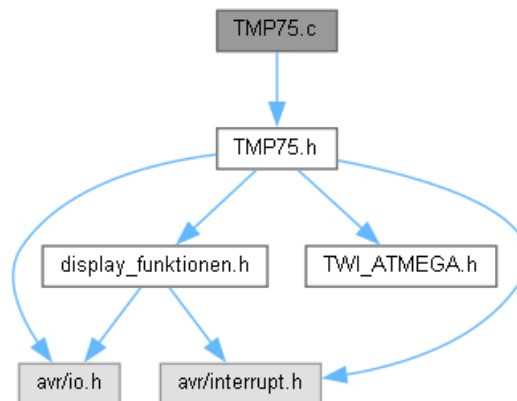 TMP75.c
TMP75.h
display_funktionen.h
TWI_ATMEGA.h
avr/io.h
avr/interrupt.h